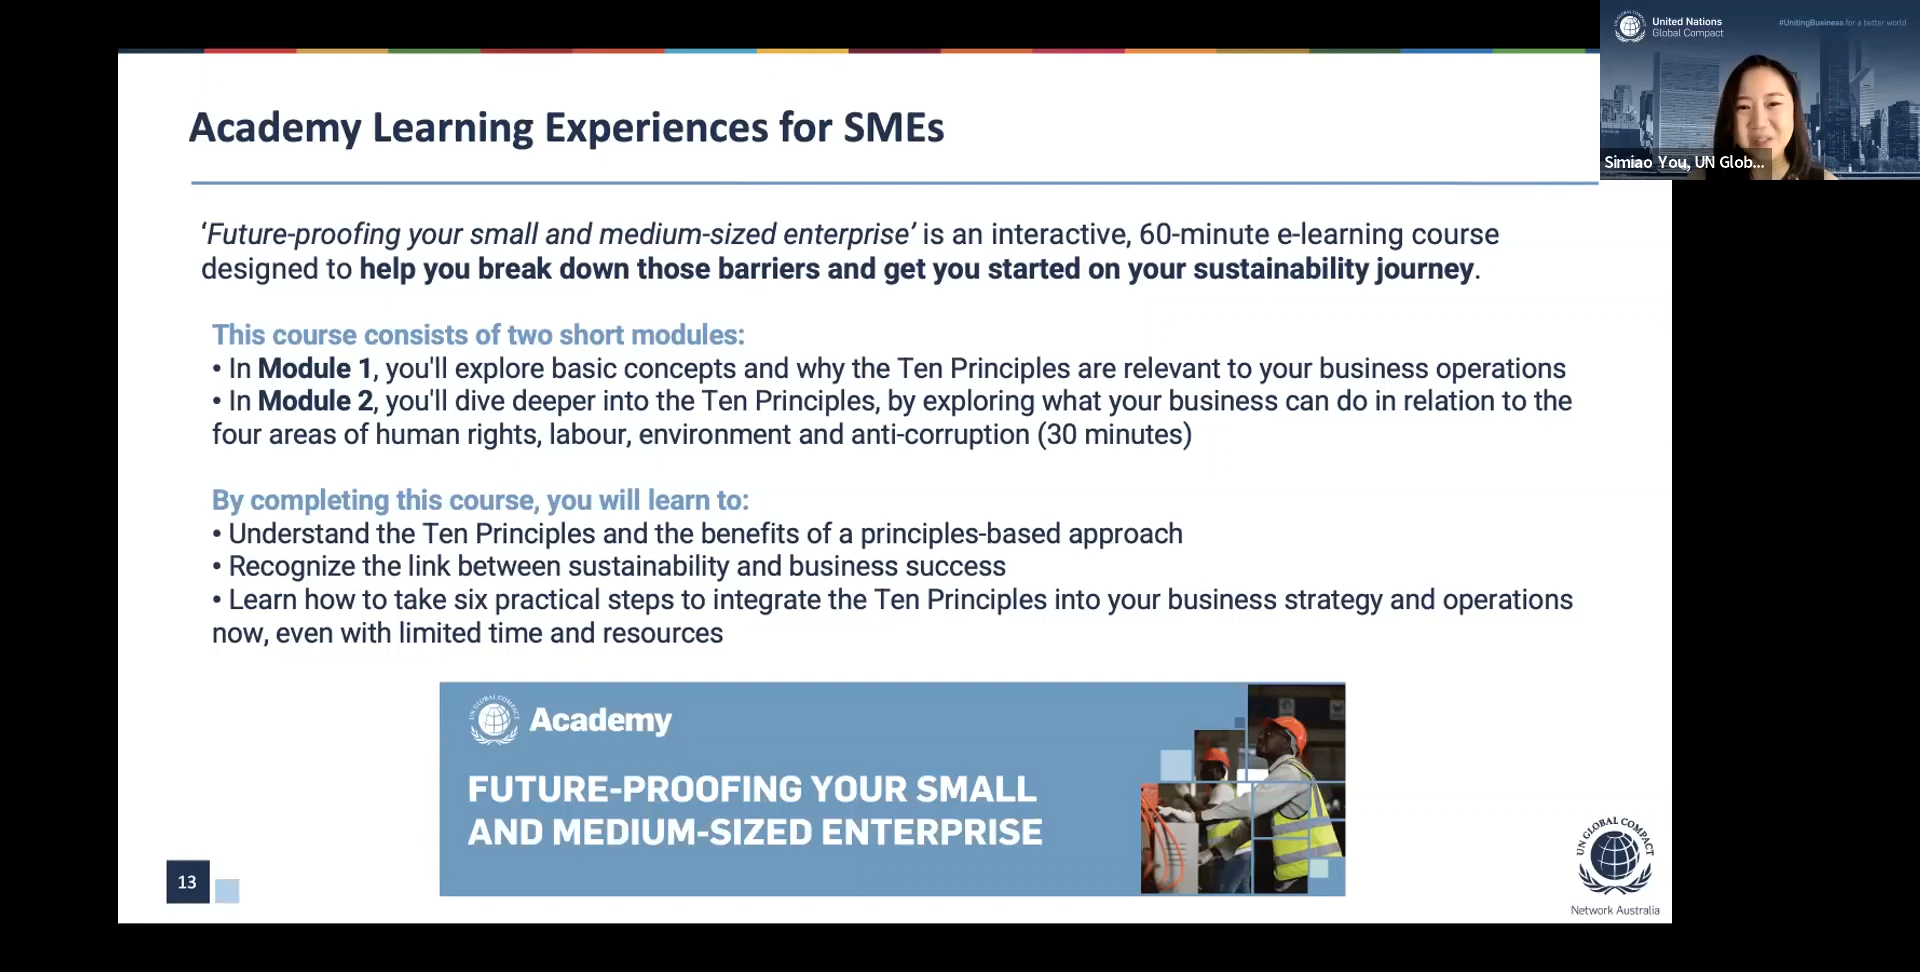 United Nations
Global Compact
#UnitingBusiness for a better world
Simiao You, UN Glob...
Academy Learning Experiences for SMEs
‘Future-proofing your small and medium-sized enterprise’ is an interactive, 60-minute e-learning course
designed to help you break down those barriers and get you started on your sustainability journey.
This course consists of two short modules:
• In Module 1, you'll explore basic concepts and why the Ten Principles are relevant to your business operations
• In Module 2, you'll dive deeper into the Ten Principles, by exploring what your business can do in relation to the
four areas of human rights, labour, environment and anti-corruption (30 minutes)
By completing this course, you will learn to:
• Understand the Ten Principles and the benefits of a principles-based approach
• Recognize the link between sustainability and business success
• Learn how to take six practical steps to integrate the Ten Principles into your business strategy and operations
now, even with limited time and resources
UN GLOBAL COMPACT
Academy
FUTURE-PROOFING YOUR SMALL
AND MEDIUM-SIZED ENTERPRISE
13
UN GLOBAL COMPACT
Network Australia